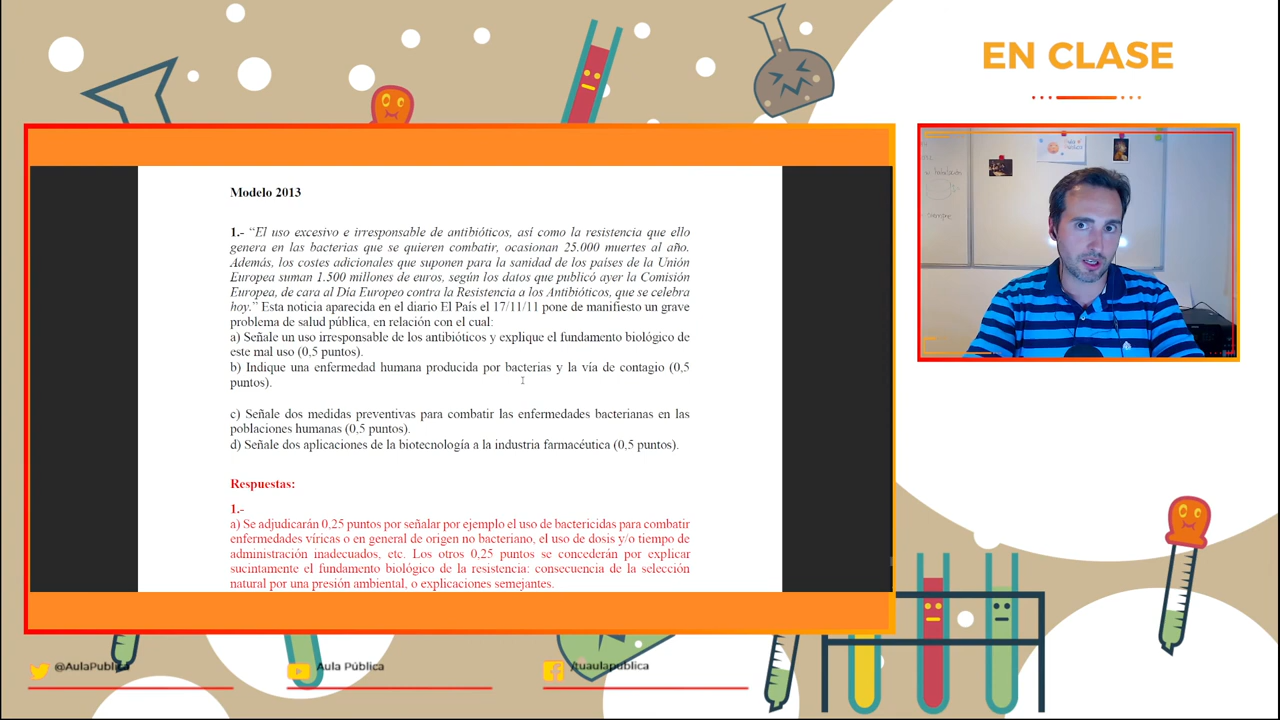 EN CLASE
Modelo 2013
1.- “El uso excesivo e irresponsable de antibióticos, así como la resistencia que ello
genera en las bacterias que se quieren combatir, ocasionan 25.000 muertes al año.
Además, los costes adicionales que suponen para la sanidad de los países de la Unión
Europea suman 1.500 millones de euros, según los datos que publicó ayer la Comisión
Europea, de cara al Día Europeo contra la Resistencia a los Antibióticos, que se celebra
hoy.” Esta noticia aparecida en el diario El País el 17/11/11 pone de manifiesto un grave
problema de salud pública, en relación con el cual:
a) Señale un uso irresponsable de los antibióticos y explique el fundamento biológico de
este mal uso (0,5 puntos).
b) Indique una enfermedad humana producida por bacterias y la vía de contagio (0,5
puntos).
c) Señale dos medidas preventivas para combatir las enfermedades bacterianas en las
poblaciones humanas (0,5 puntos).
d) Señale dos aplicaciones de la biotecnología a la industria farmacéutica (0,5 puntos).
Respuestas:
1.-
a) Se adjudicarán 0,25 puntos por señalar por ejemplo el uso de bactericidas para combatir
enfermedades víricas o en general de origen no bacteriano, el uso de dosis y/o tiempo de
administración inadecuados, etc. Los otros 0,25 puntos se concederán por explicar
sucintamente el fundamento biológico de la resistencia: consecuencia de la selección
natural por una presión ambiental, o explicaciones semejantes.
@AulaPublica
Aula Pública
/tuaulapublica